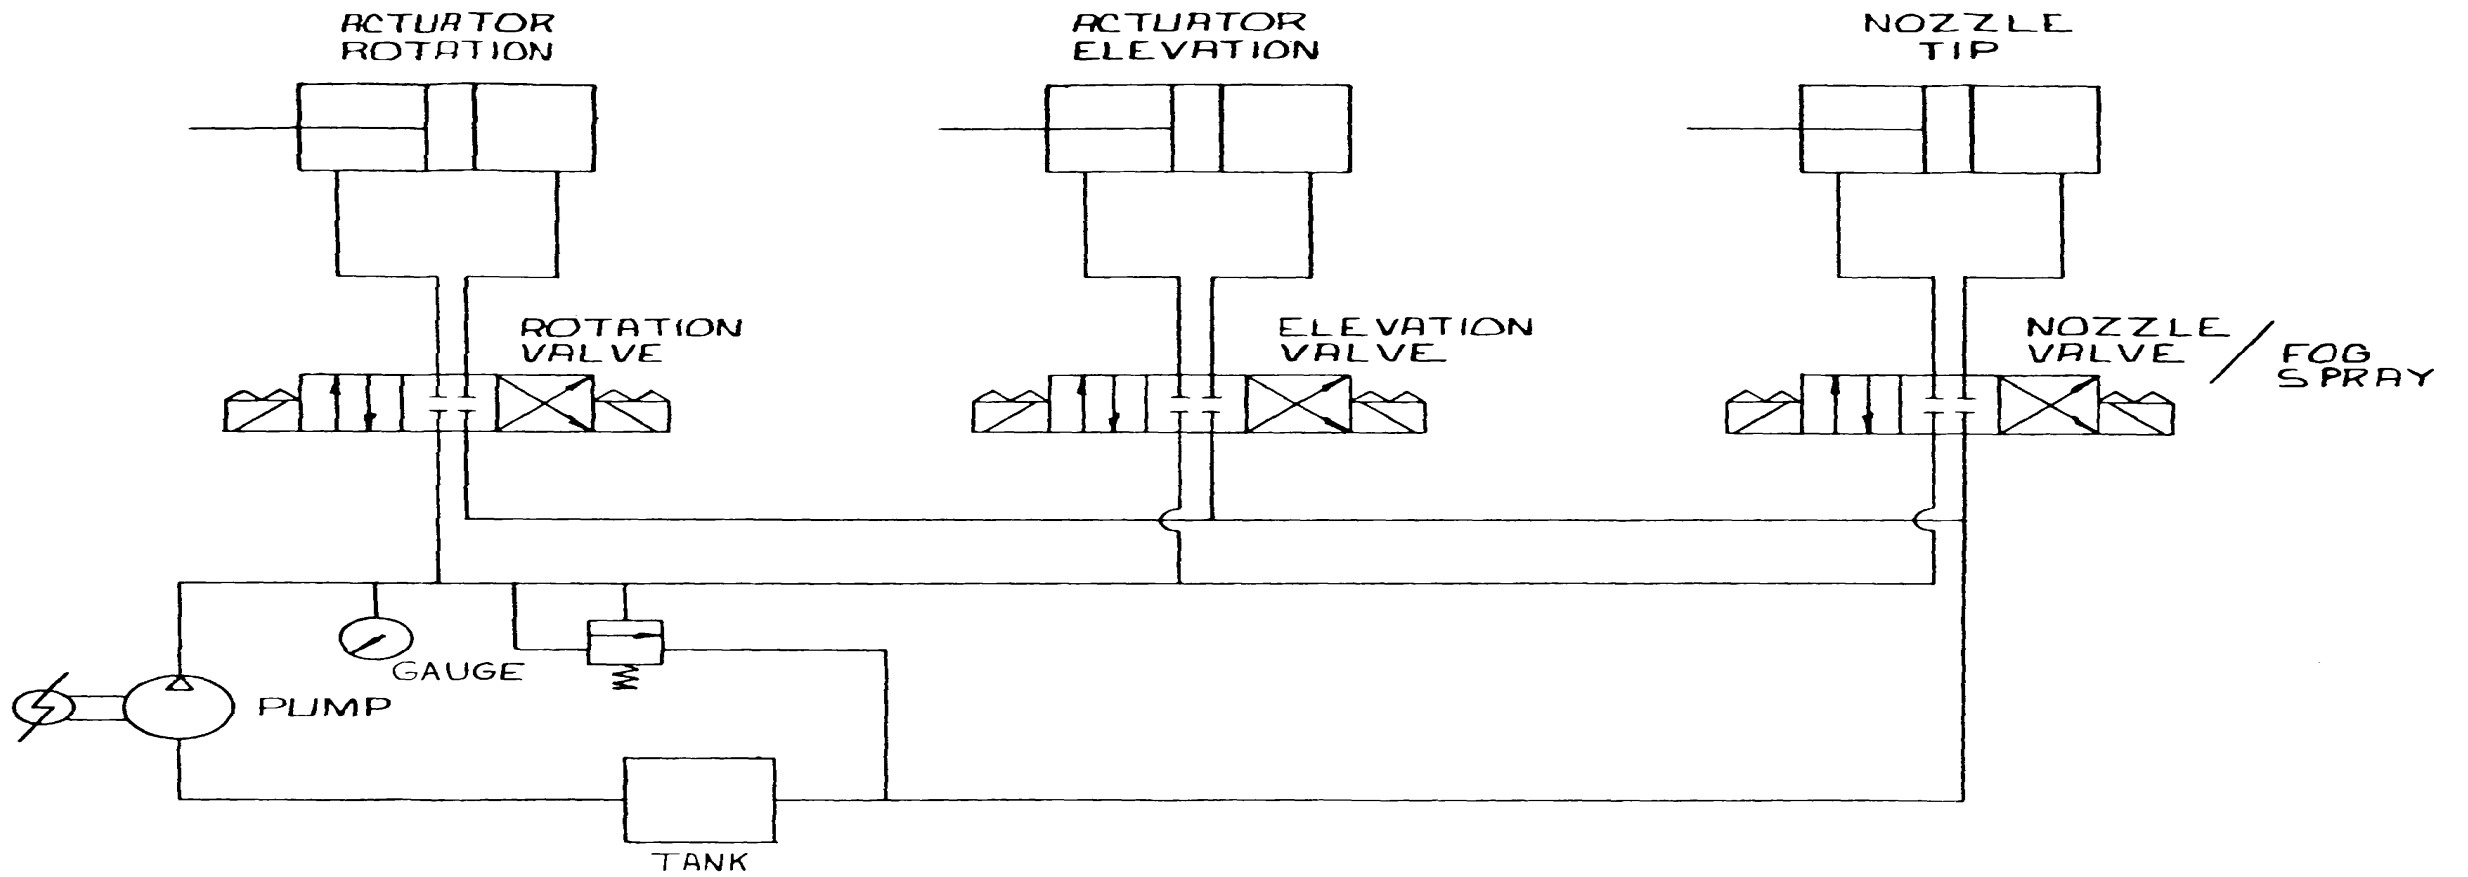 ACTUATOR
ROTATION
ACTUATOR
ELEVATION
NOZZLE
TIP
ROTATION
VALVE
ELEVATION
VALVE
NOZZLE
VALVE / FOG
SPRAY
GAUGE
PUMP
TANK